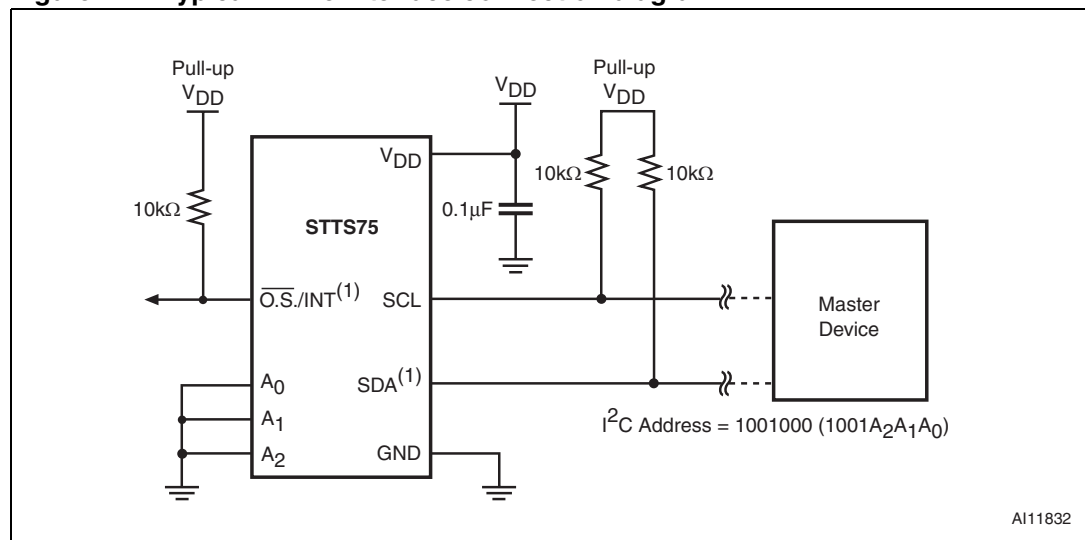 Pull-up
VDD
10kΩ
STTS75
VDD
VDD
0.1μF
Pull-up
VDD
10kΩ
10kΩ
O.S./INT(1)
SCL
A0
SDA(1)
A1
A2
GND
Master
Device
I2C Address = 1001000 (1001A2A1A0)
AI11832